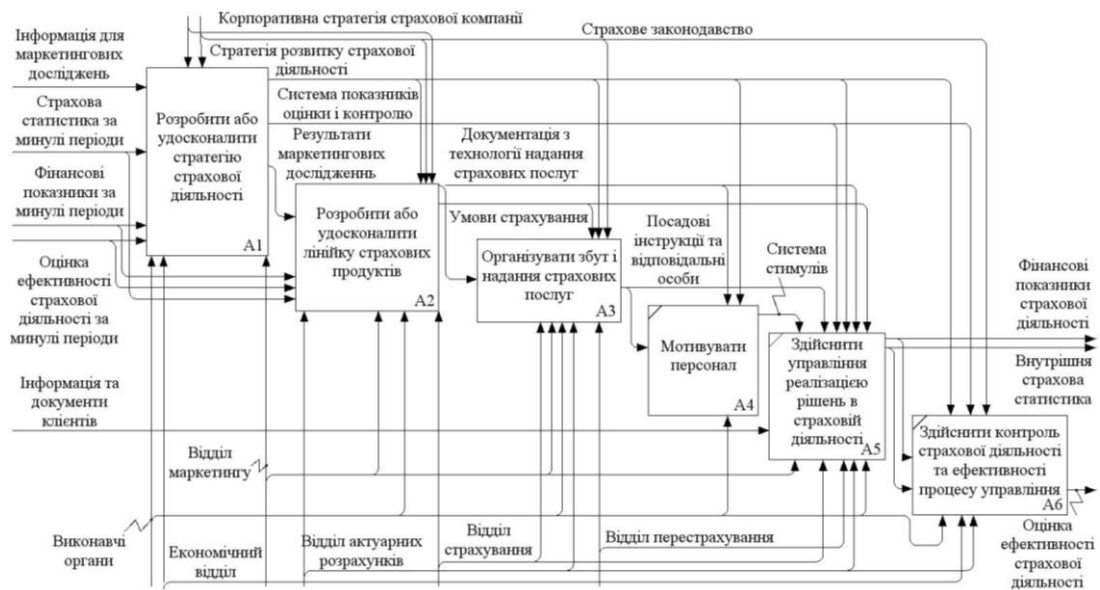 Корпоративна стратегія страхової компанії
Страхове законодавство
Інформація для
маркетингових
досліджень
Стратегія розвитку страхової
діяльності
Страхова
статистика за
минулі періоди
Розробити або
удосконалити
стратегію
страхової
діяльності
A1
Система показників
оцінки і контролю
Результати
маркетингових
дослідженнь
Документація з
технології надання
страхових послуг
Фінансові
показники за
минулі періоди
Розробити або
удосконалити
лінійку страхових
продуктів
A2
Умови страхування
Посадові
інструкції та
відповідальні
особи
Система
стимулів
Оцінка
ефективності
страхової
діяльності за
минулі періоди
Організувати збут і
надання страхових
послуг
A3
Фінансові
показники
страхової
діяльності
Мотивувати
персонал
A4
Здійснити
управління
реалізацією
рішень в
страховій
діяльності
A5
Внутрішня
страхова
статистика
Інформація та
документи
клієнтів
Здійснити контроль
страхової діяльності
та ефективності
процесу управління
A6
Відділ
маркетингу
Виконавчі
органи
Економічний
відділ
Відділ актуарних
розрахунків
Відділ
страхування
Відділ перестрахування
Оцінка
ефективності
страхової
діяльності